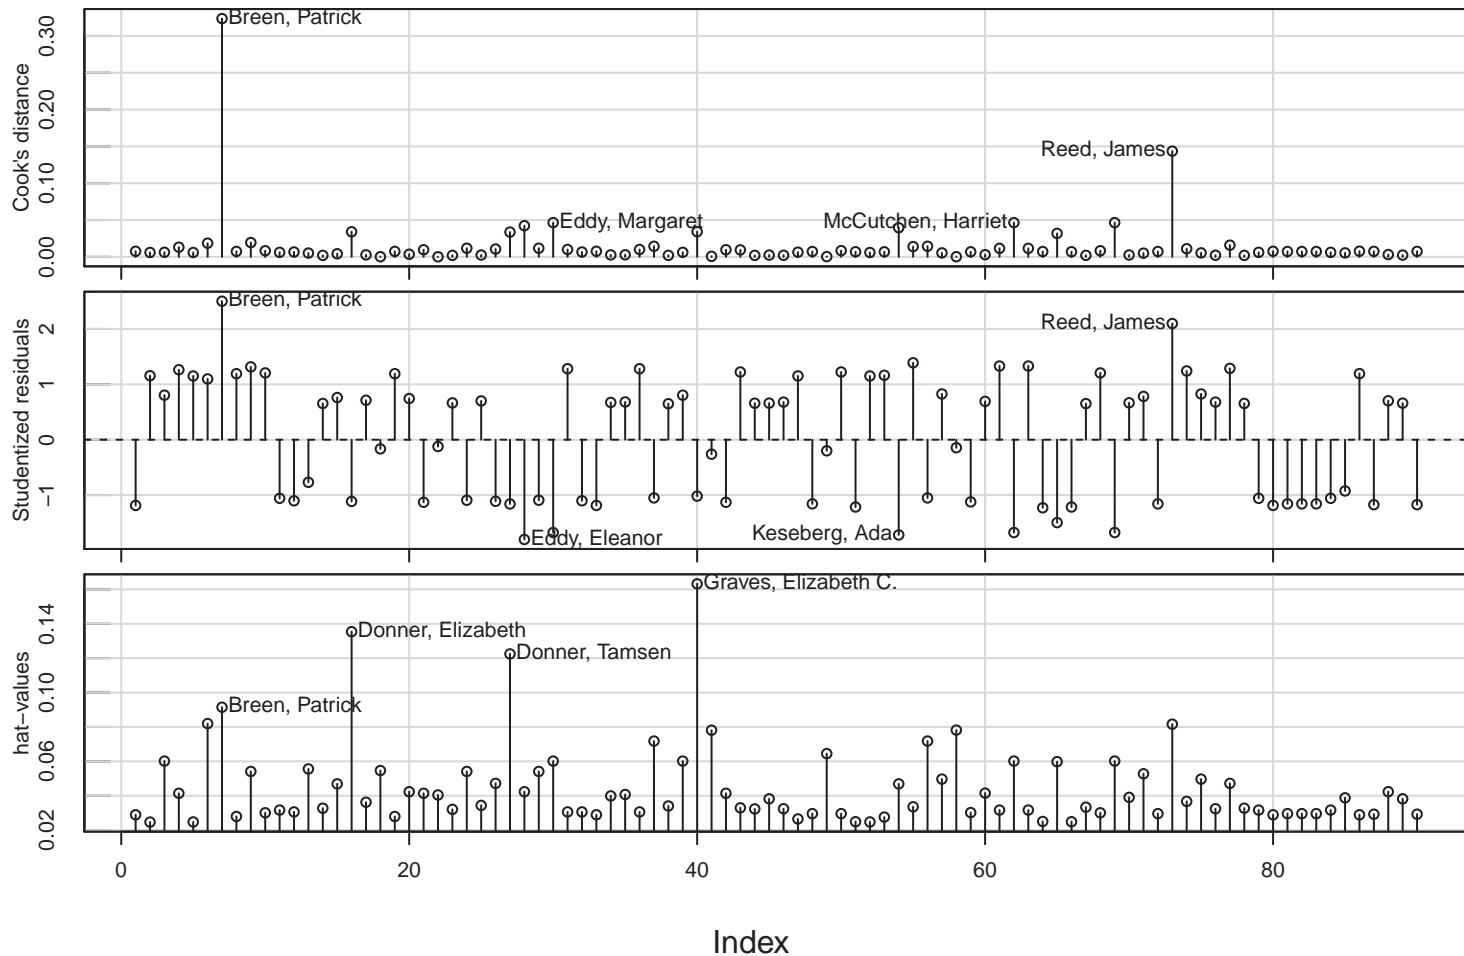 Breen, Patrick
Reed, James
Eddy, Margaret
McCutchen, Harriet
0.00
0.10
0.20
0.30
Cook's distance
Breen, Patrick
Reed, James
Eddy, Eleanor
Keseberg, Ada
−1
0
1
2
Studentized residuals
Graves, Elizabeth C.
Donner, Elizabeth
Donner, Tamsen
Breen, Patrick
0.02
0.06
0.10
0.14
hat−values
0
20
40
60
80
Index